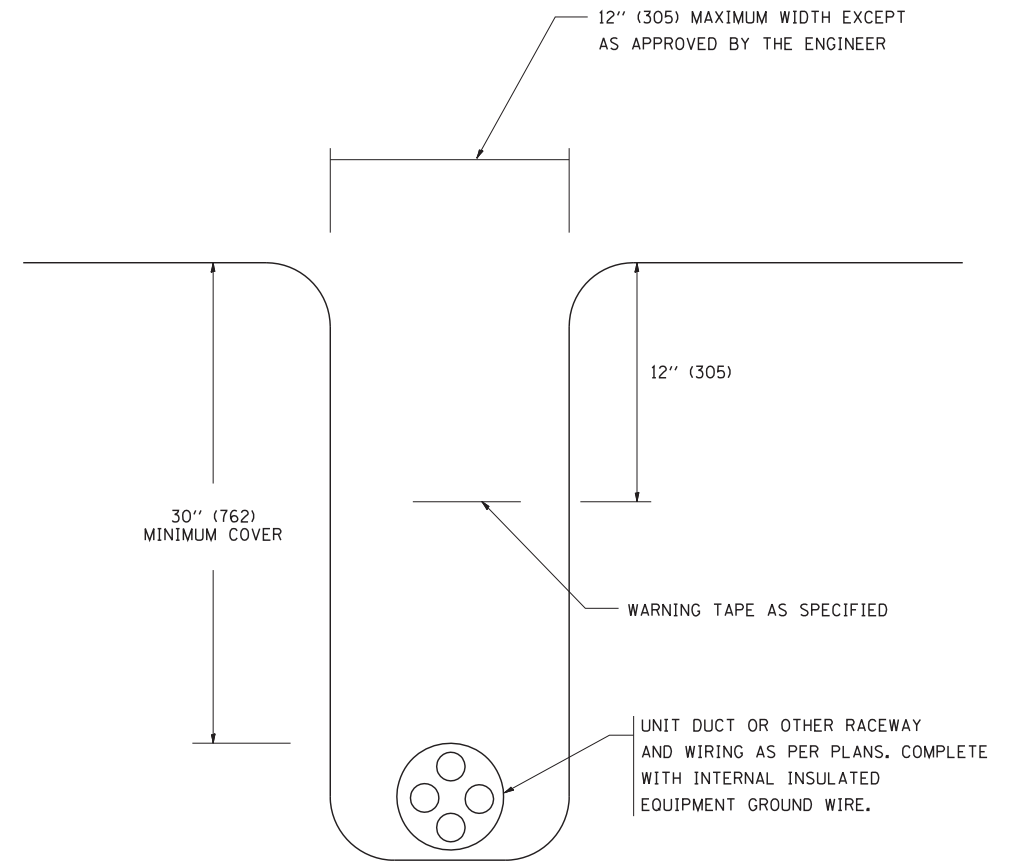 12'' (305) MAXIMUM WIDTH EXCEPT
AS APPROVED BY THE ENGINEER
12'' (305)
30'' (762)
MINIMUM COVER
WARNING TAPE AS SPECIFIED
UNIT DUCT OR OTHER RACEWAY
AND WIRING AS PER PLANS. COMPLETE
WITH INTERNAL INSULATED
EQUIPMENT GROUND WIRE.